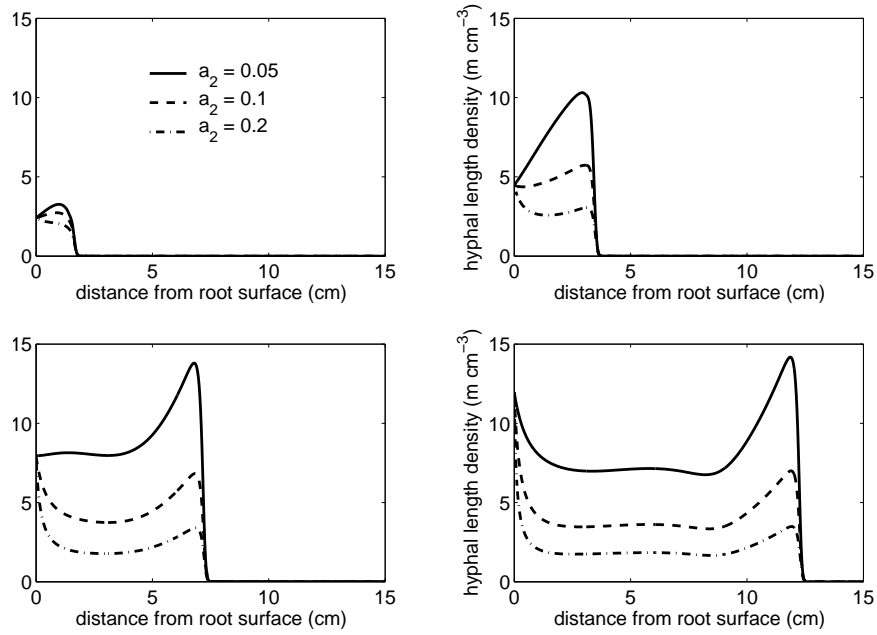 15
10
5
0
a2 = 0.05
a2 = 0.1
a2 = 0.2
0 5 10 15
distance from root surface (cm)
hyphal length density (m cm−3)
15
10
5
0
0 5 10 15
distance from root surface (cm)
15
10
5
0
0 5 10 15
distance from root surface (cm)
hyphal length density (m cm−3)
15
10
5
0
0 5 10 15
distance from root surface (cm)